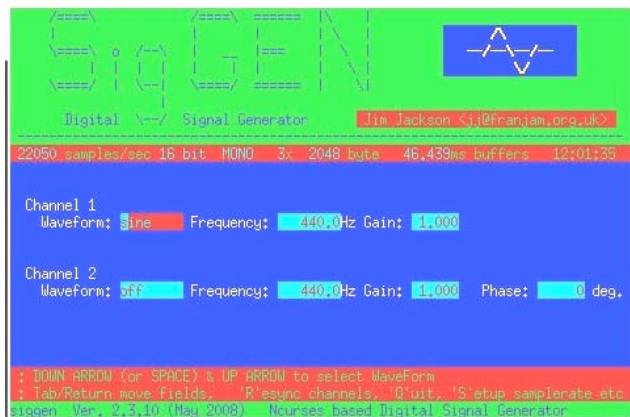 SigGEN
Digital Signal Generator
Jim Jackson <jj@franjam.org.uk>
22050 samples/sec 16 bit MONO 3x 2048 byte 46.439ms buffers 12:01:35
Channel 1
Waveform: sine Frequency: 440.0Hz Gain: 1.000
Channel 2
Waveform: off Frequency: 440.0Hz Gain: 1.000 Phase: 0 deg.
: DOWN ARROW (or SPACE) & UP ARROW to select WaveForm
: Tab/Return move fields, 'R'esync channels, 'Q'uit, 'S'etup samplerate etc
siggen Ver. 2.3.10 (May 2008) Ncurses based Digital Signal Generator